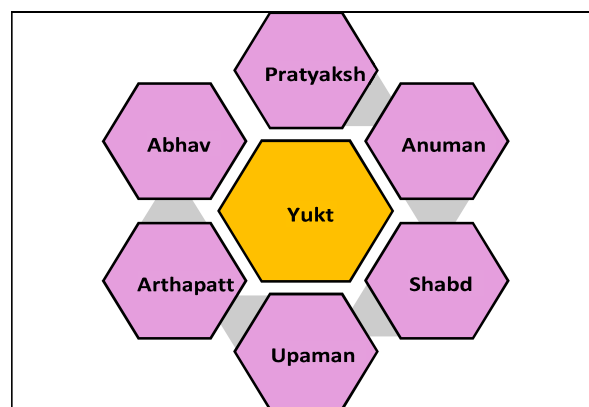 Pratyaksh
Anuman
Shabd
Upaman
Arthapatt
Abhav
Yukt